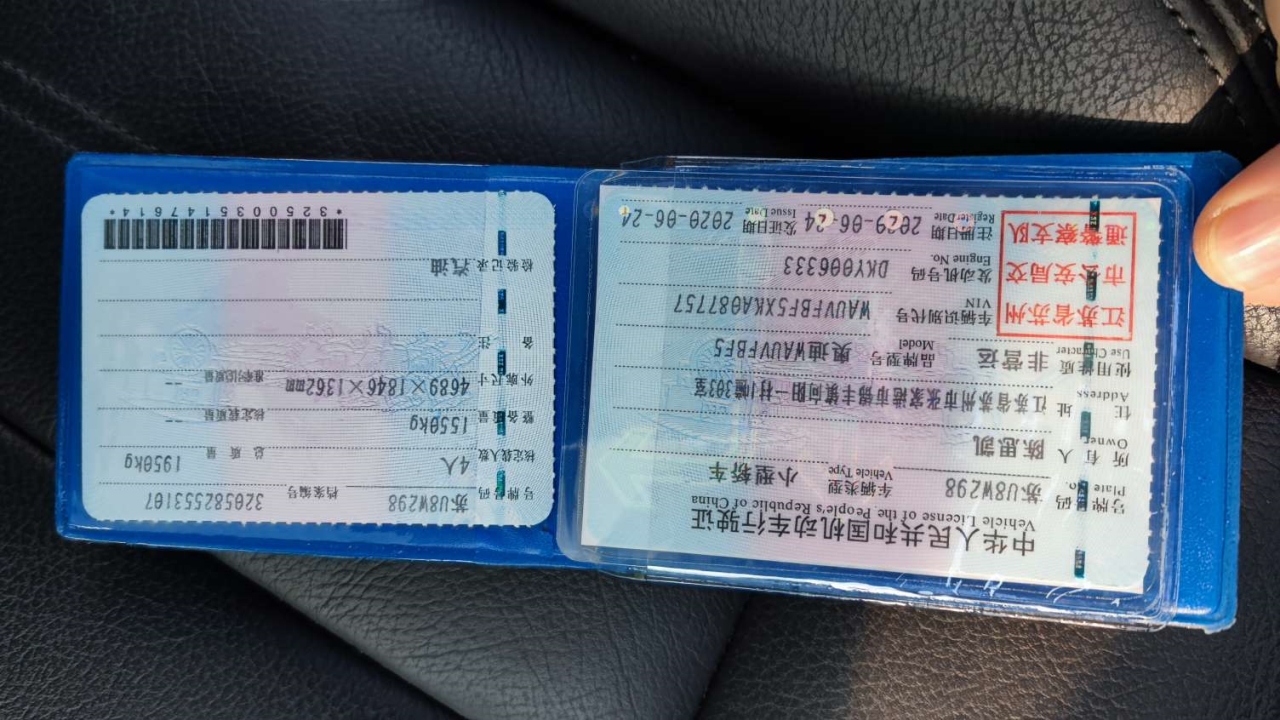 中华人民共和国机动车行驶证
Vehicle License of the People's Republic of China
号牌号码 苏U8W298 车辆类型 小型轿车
Plate No. Vehicle Type
所有人 陈思凯
Owner
住址 江苏省苏州市张家港市锦丰镇向阳一村1幢303室
Address
使用性质 非营运 品牌型号 奥迪WAUVFBF5
Use Character Model
江苏省苏州
市公安局交
通警察支队
车辆识别代号 WAUVFBF5XKA087757
VIN
发动机号码 DKY006333
Engine No.
注册日期 2020-06-24 发证日期 2020-06-24
Register Date Issue Date
号牌号码 苏U8W298 档案编号 320582553107
核定载人数 4人 总质量 1950kg
整备质量 1550kg 核定载质量 --
外廓尺寸 4689×1846×1362mm 准牵引总质量 --
备注
检验记录 汽油
*3250035147614*